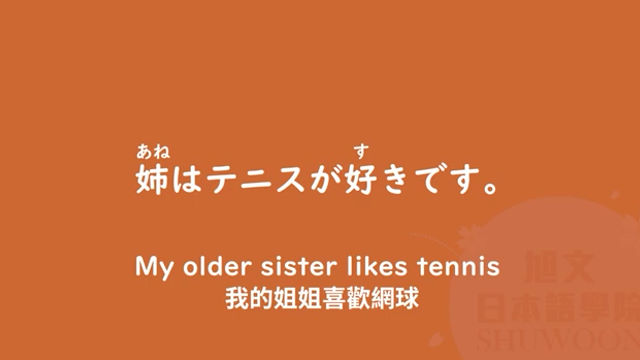 あね す
姉はテニスが好きです。
My older sister likes tennis
我的姐姐喜歡網球
旭文
日本語學院
SHUWOON